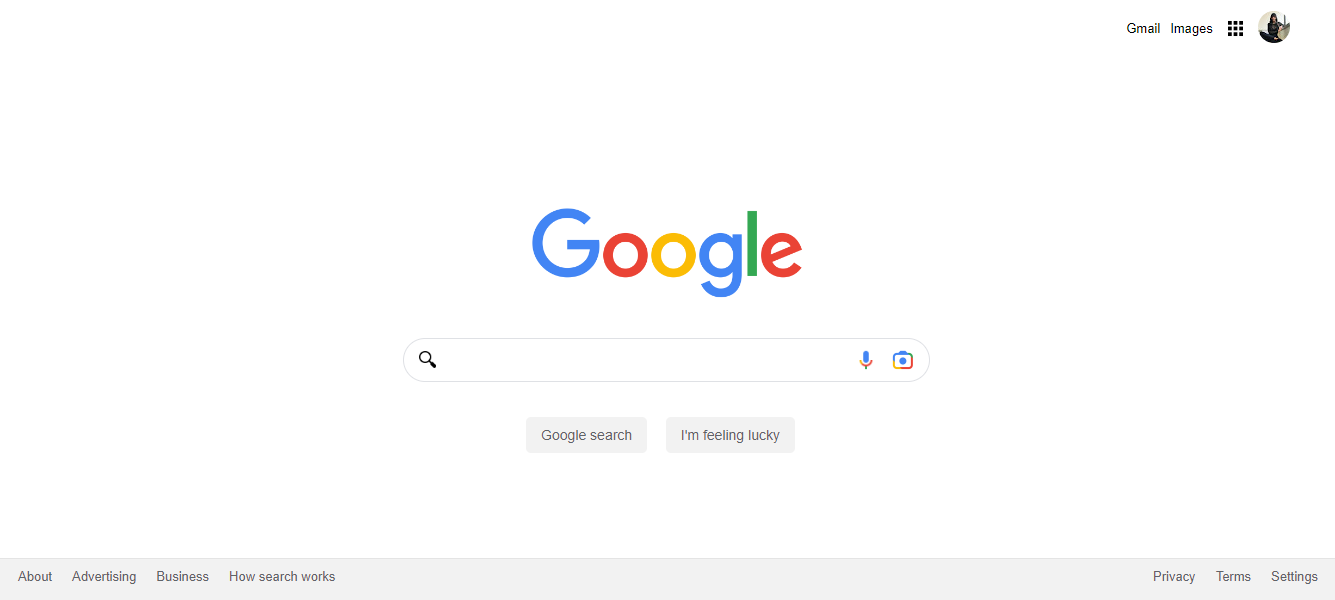 Gmail Images
Google
Google search I'm feeling lucky
About Advertising Business How search works Privacy Terms Settings